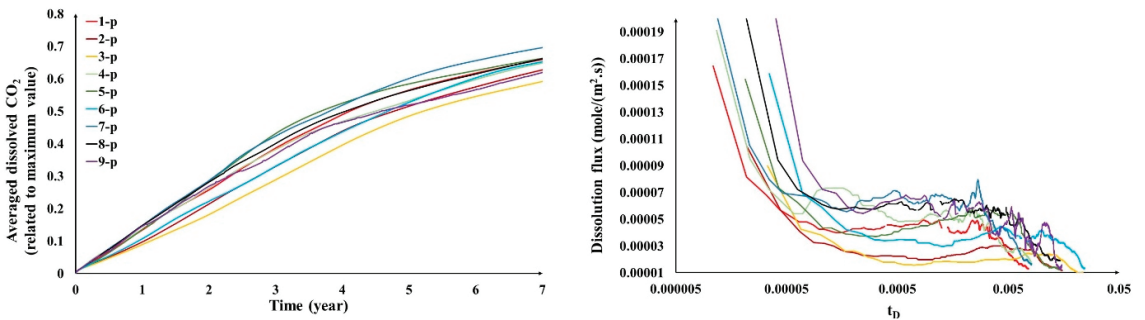 Averaged dissolved CO₂
(related to maximum value)
0.8
0.7
0.6
0.5
0.4
0.3
0.2
0.1
0
1-p
2-p
3-p
4-p
5-p
6-p
7-p
8-p
9-p
0 1 2 3 4 5 6 7
Time (year)
Dissolution flux (mole/(m².s))
0.00019
0.00017
0.00015
0.00013
0.00011
0.00009
0.00007
0.00005
0.00003
0.00001
0.000005 0.00005 0.0005 0.005 0.05
t_D